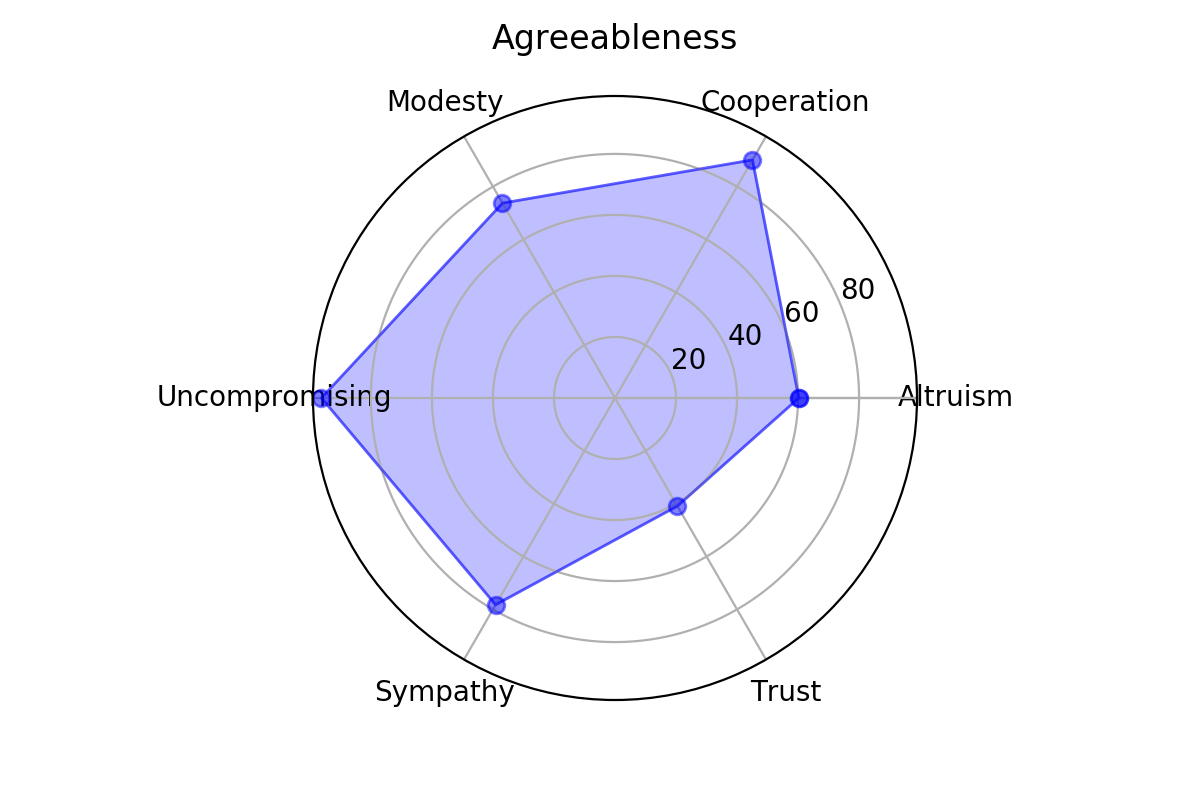 Agreeableness
Modesty
Cooperation
80
60
40
20
Uncompromising
Altruism
Sympathy
Trust